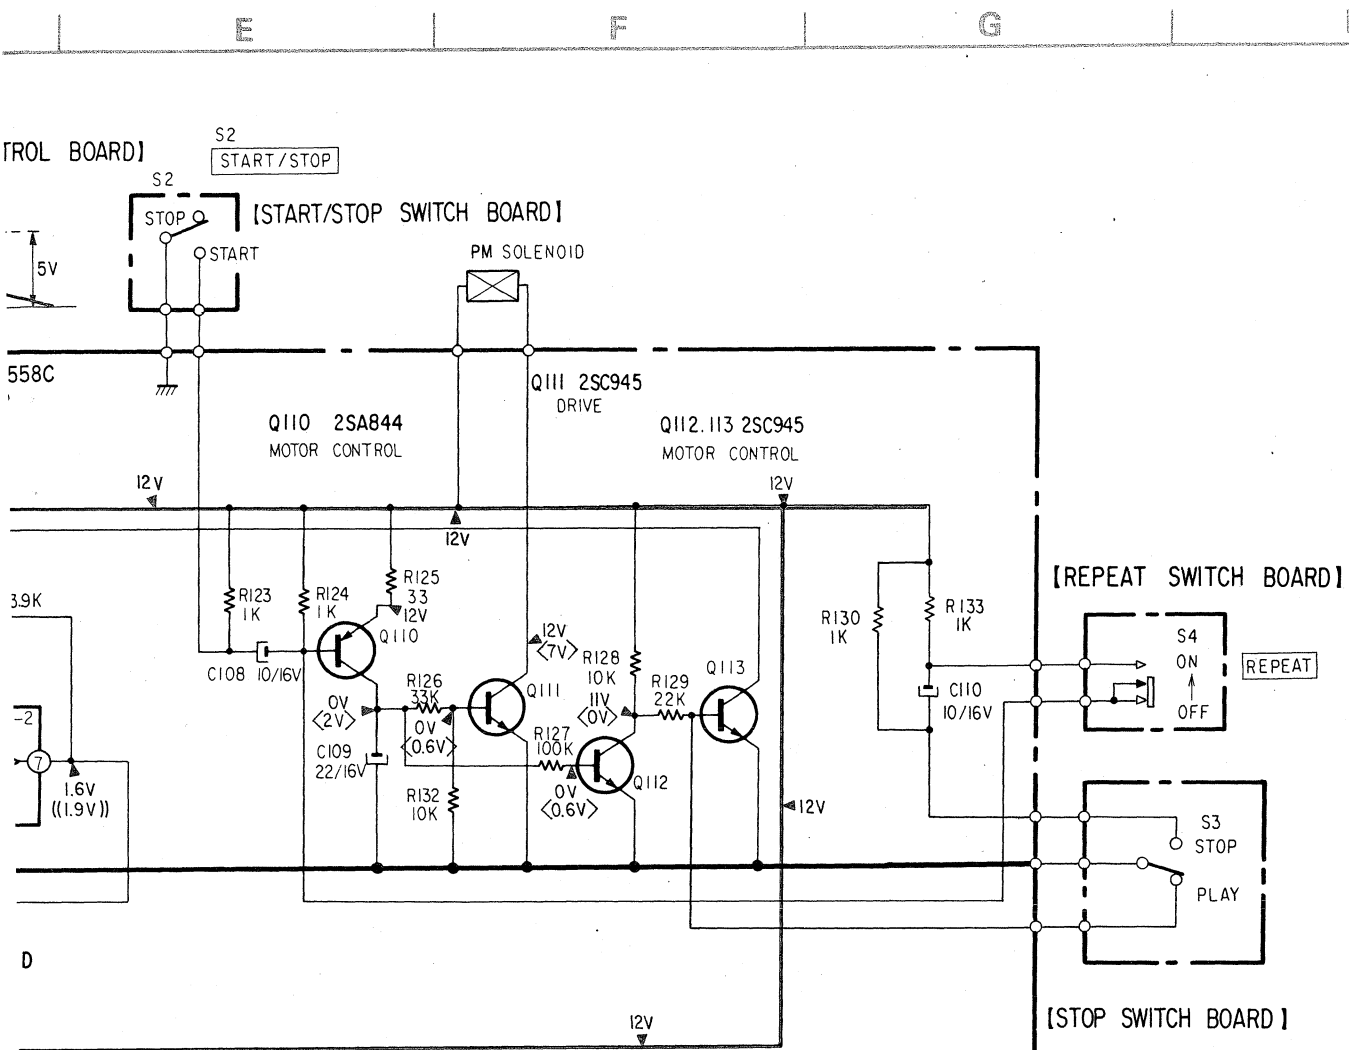 E F G
TROL BOARD】
S2
START/STOP
S2
STOP
START
【START/STOP SWITCH BOARD】
5V
PM SOLENOID
558C
Q111 2SC945
DRIVE
Q110 2SA844
MOTOR CONTROL
Q112.113 2SC945
MOTOR CONTROL
12V
12V
12V
3.9K
R123
1K
R124
1K
R125
33
12V
Q110
C108 10/16V
12V
〈7V〉
R128
10K
Q113
R130
1K
R133
1K
【REPEAT SWITCH BOARD】
S4
ON
OFF
REPEAT
0V
〈2V〉
R126
33K
Q111
11V
〈0V〉
R129
22K
C110
10/16V
0V
〈0.6V〉
C109
22/16V
R127
100K
Q112
R132
10K
0V
〈0.6V〉
-2
7
1.6V
((1.9V))
12V
S3
STOP
PLAY
D
12V
【STOP SWITCH BOARD】